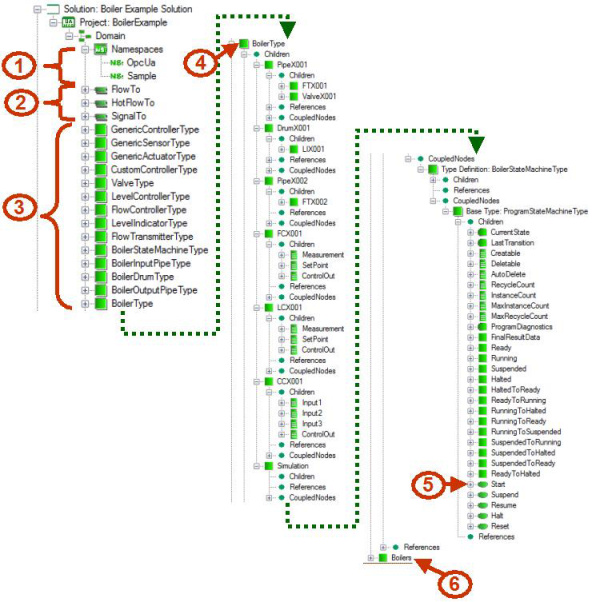 Solution: Boiler Example Solution
Project: BoilerExample
Domain
Namespaces
OpcUa
Sample
FlowTo
HotFlowTo
SignalTo
GenericControllerType
GenericSensorType
GenericActuatorType
CustomControllerType
ValveType
LevelControllerType
FlowControllerType
LevelIndicatorType
FlowTransmitterType
BoilerStateMachineType
BoilerInputPipeType
BoilerDrumType
BoilerOutputPipeType
BoilerType
1
2
3
4
BoilerType
Children
PipeX001
Children
FTX001
ValveX001
References
CoupledNodes
DrumX001
Children
LIX001
References
CoupledNodes
PipeX002
Children
FTX002
References
CoupledNodes
FCX001
Children
Measurement
SetPoint
ControlOut
References
CoupledNodes
LCX001
Children
Measurement
SetPoint
ControlOut
References
CoupledNodes
CCX001
Children
Input1
Input2
Input3
ControlOut
References
CoupledNodes
Simulation
Children
References
CoupledNodes
CoupledNodes
Type Definition: BoilerStateMachineType
Children
References
CoupledNodes
Base Type: ProgramStateMachineType
Children
CurrentState
LastTransition
Creatable
Deletable
AutoDelete
RecycleCount
InstanceCount
MaxInstanceCount
MaxRecycleCount
ProgramDiagnostics
FinalResultData
Ready
Running
Suspended
Halted
HaltedToReady
ReadyToRunning
RunningToHalted
RunningToReady
RunningToSuspended
SuspendedToRunning
SuspendedToHalted
SuspendedToReady
ReadyToHalted
Start
Suspend
Resume
Halt
Reset
References
References
Boilers
5
6